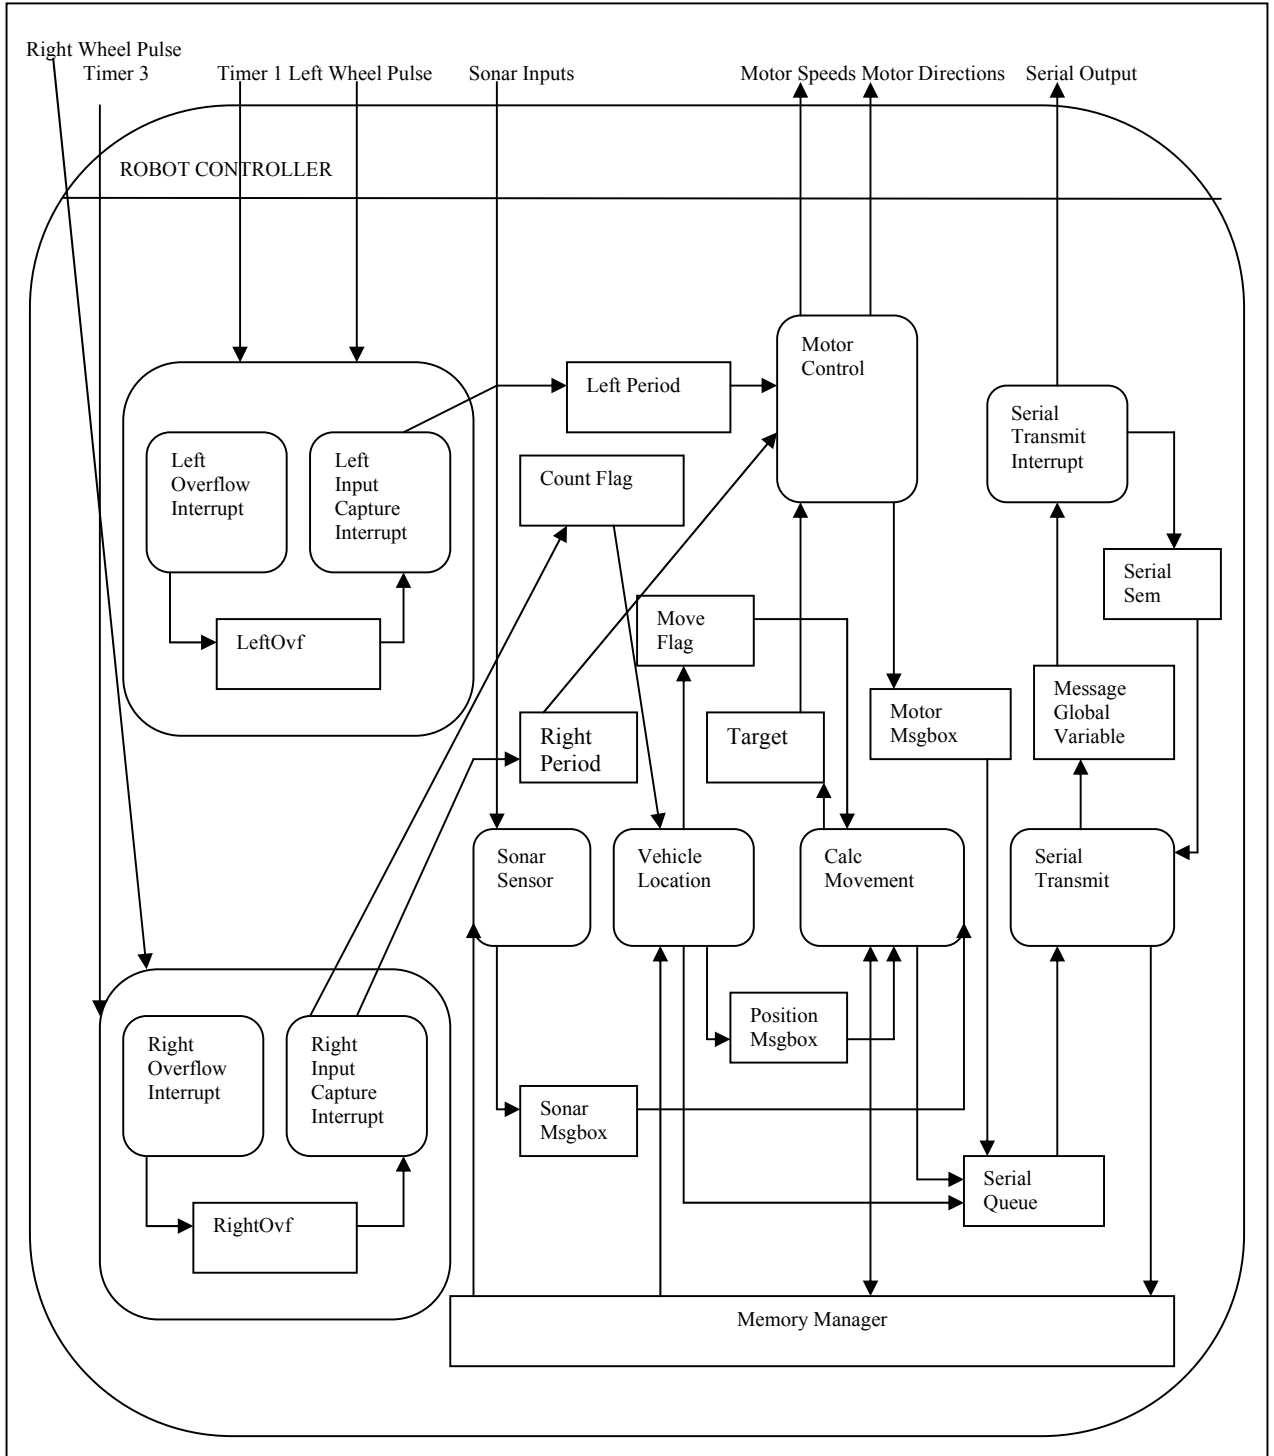 Right Wheel Pulse
Timer 3
Timer 1 Left Wheel Pulse
Sonar Inputs
Motor Speeds Motor Directions
Serial Output
ROBOT CONTROLLER
Motor
Control
Left Period
Serial
Transmit
Interrupt
Left
Overflow
Interrupt
Left
Input
Capture
Interrupt
Count Flag
Serial
Sem
LeftOvf
Move
Flag
Message
Global
Variable
Motor
Msgbox
Right
Period
Target
Sonar
Sensor
Vehicle
Location
Calc
Movement
Serial
Transmit
Position
Msgbox
Right
Overflow
Interrupt
Right
Input
Capture
Interrupt
Sonar
Msgbox
Serial
Queue
RightOvf
Memory Manager